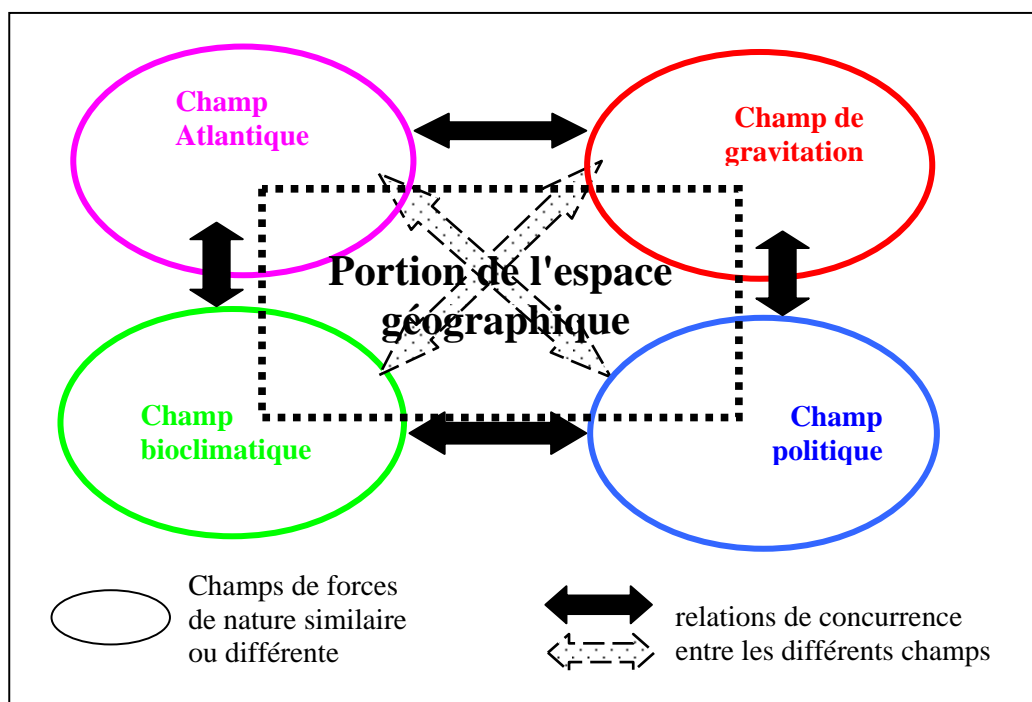 Champ
Atlantique
Champ de
gravitation
Portion de l'espace
géographique
Champ
bioclimatique
Champ
politique
Champs de forces
de nature similaire
ou différente
relations de concurrence
entre les différents champs